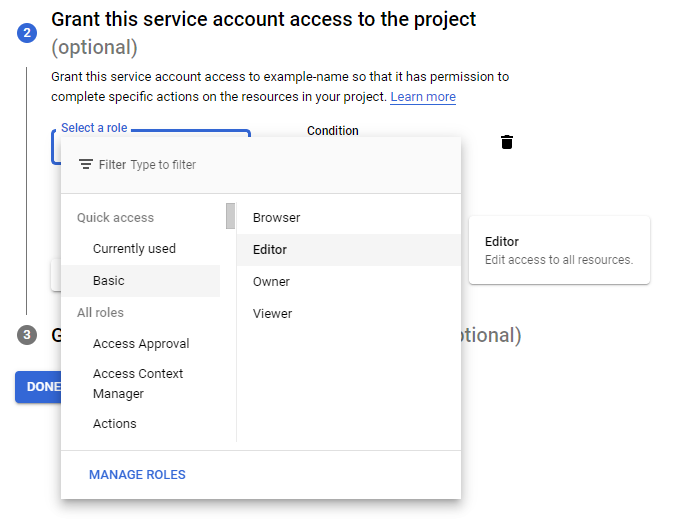 2
Grant this service account access to the project
(optional)
Grant this service account access to example-name so that it has permission to
complete specific actions on the resources in your project. Learn more
Select a role
Condition
Filter Type to filter
Quick access
Currently used
Basic
All roles
Access Approval
Access Context
Manager
Actions
Browser
Editor
Owner
Viewer
Editor
Edit access to all resources.
3
DONE
MANAGE ROLES